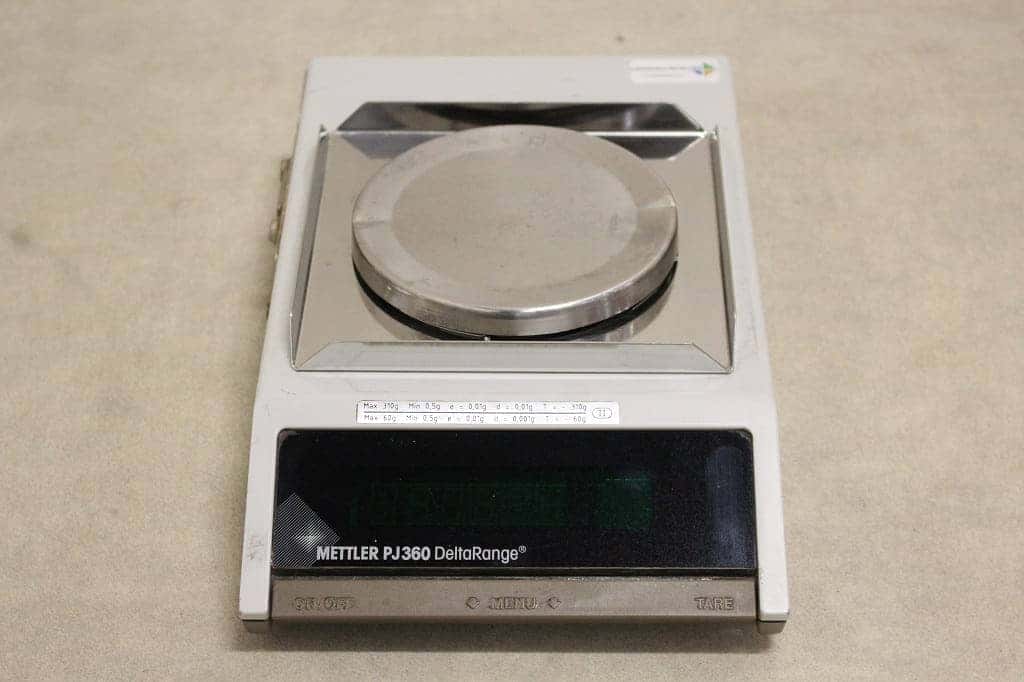 Max 310g Min 0,5g e = 0,01g d = 0,01g T = - 310g
Max 60g Min 0.5g e = 0.01g d = 0.001g T = - 60g
II
METTLER PJ360 DeltaRange®
ON/OFF MENU TARE